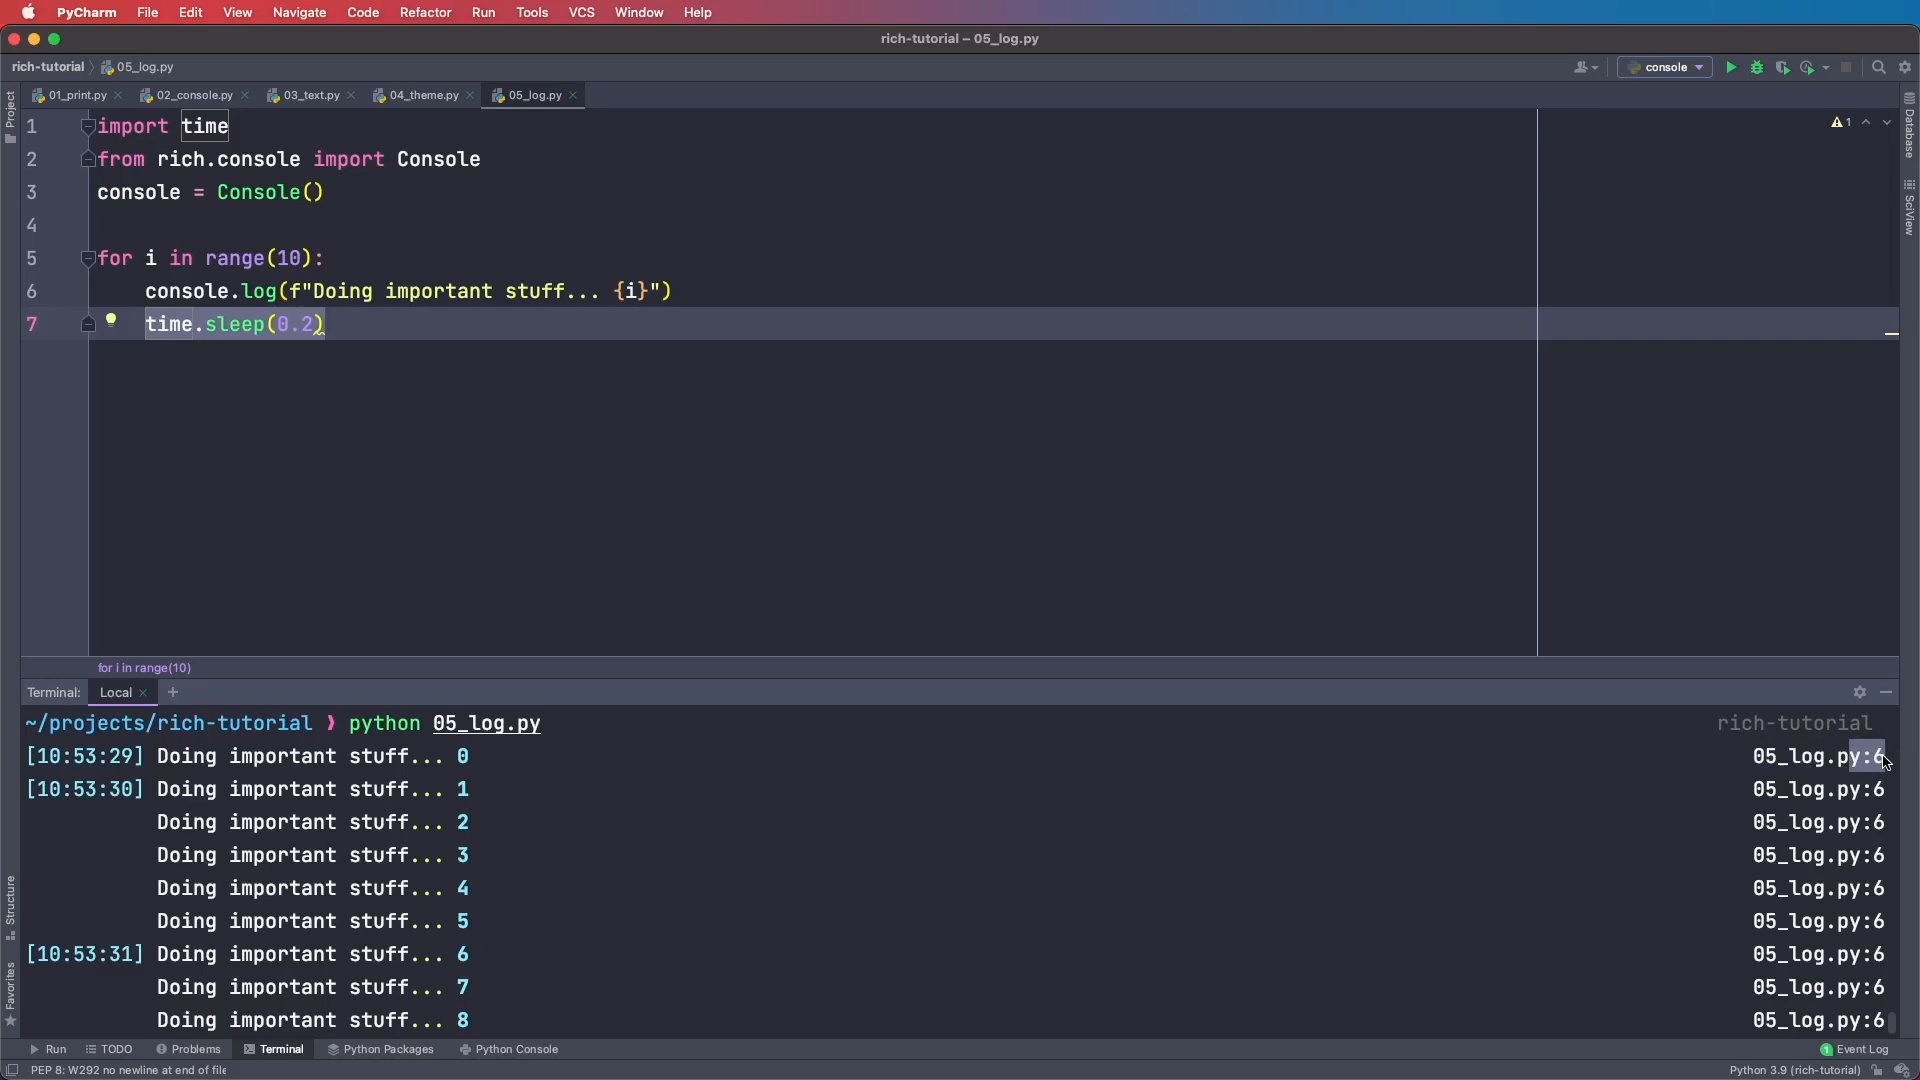 PyCharm File Edit View Navigate Code Refactor Run Tools VCS Window Help
rich-tutorial – 05_log.py
rich-tutorial 05_log.py console
01_print.py 02_console.py 03_text.py 04_theme.py 05_log.py
Project
Database
SciView
1 import time
1
2 from rich.console import Console
3 console = Console()
4
5 for i in range(10):
6 console.log(f"Doing important stuff... {i}")
7 time.sleep(0.2)
for i in range(10)
Terminal: Local +
~/projects/rich-tutorial ❱ python 05_log.py rich-tutorial
[10:53:29] Doing important stuff... 0 05_log.py:6
[10:53:30] Doing important stuff... 1 05_log.py:6
Doing important stuff... 2 05_log.py:6
Doing important stuff... 3 05_log.py:6
Doing important stuff... 4 05_log.py:6
Doing important stuff... 5 05_log.py:6
[10:53:31] Doing important stuff... 6 05_log.py:6
Doing important stuff... 7 05_log.py:6
Doing important stuff... 8 05_log.py:6
Structure
Favorites
Run TODO Problems Terminal Python Packages Python Console 1 Event Log
PEP 8: W292 no newline at end of file Python 3.9 (rich-tutorial)